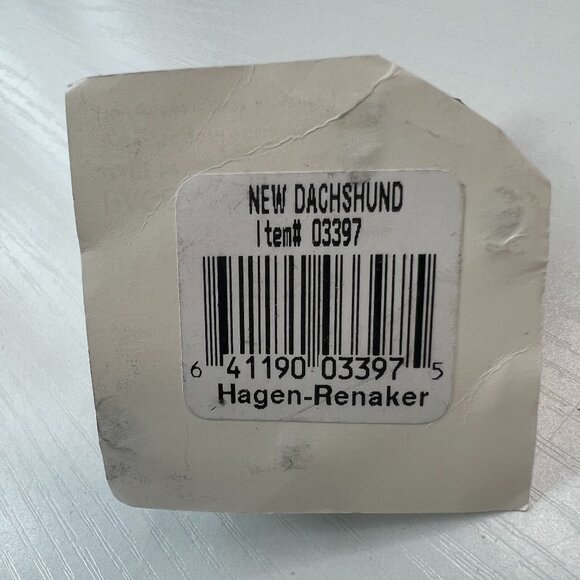 NEW DACHSHUND
Item# 03397
6 41190 03397 5
Hagen-Renaker